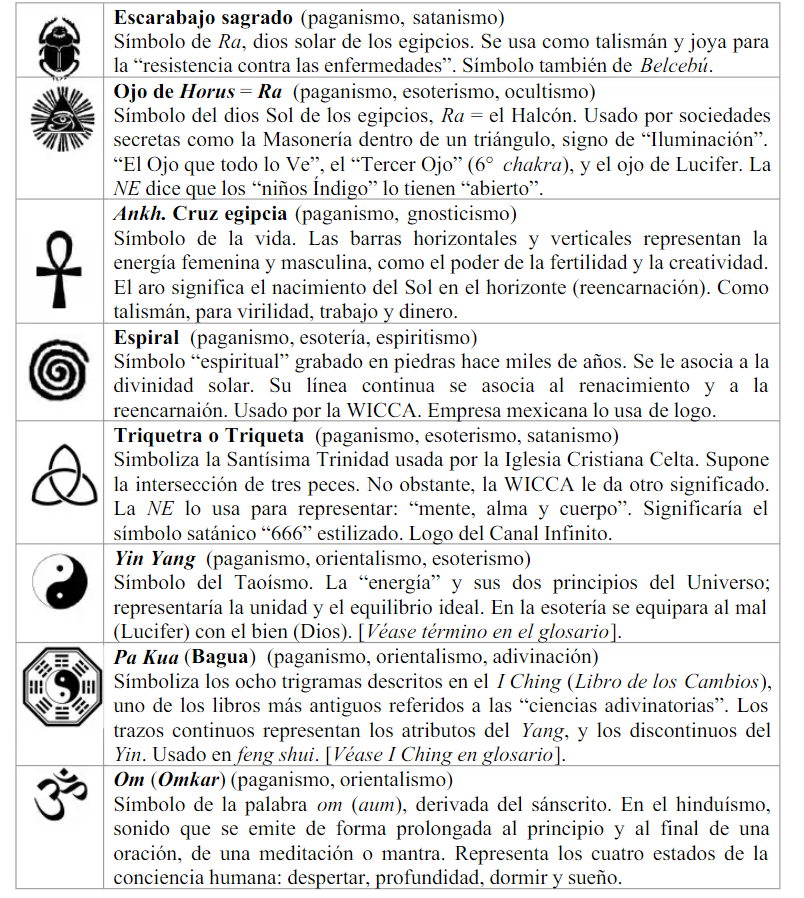 Escarabajo sagrado (paganismo, satanismo)
Símbolo de Ra, dios solar de los egipcios. Se usa como talismán y joya para
la “resistencia contra las enfermedades”. Símbolo también de Belcebú.
Ojo de Horus = Ra (paganismo, esoterismo, ocultismo)
Símbolo del dios Sol de los egipcios, Ra = el Halcón. Usado por sociedades
secretas como la Masonería dentro de un triángulo, signo de “Iluminación”.
“El Ojo que todo lo Ve”, el “Tercer Ojo” (6° chakra), y el ojo de Lucifer. La
NE dice que los “niños Índigo” lo tienen “abierto”.
Ankh. Cruz egipcia (paganismo, gnosticismo)
Símbolo de la vida. Las barras horizontales y verticales representan la
energía femenina y masculina, como el poder de la fertilidad y la creatividad.
El aro significa el nacimiento del Sol en el horizonte (reencarnación). Como
talismán, para virilidad, trabajo y dinero.
Espiral (paganismo, esotería, espiritismo)
Símbolo “espiritual” grabado en piedras hace miles de años. Se le asocia a la
divinidad solar. Su línea continua se asocia al renacimiento y a la
reencarnaión. Usado por la WICCA. Empresa mexicana lo usa de logo.
Triquetra o Triqueta (paganismo, esoterismo, satanismo)
Simboliza la Santísima Trinidad usada por la Iglesia Cristiana Celta. Supone
la intersección de tres peces. No obstante, la WICCA le da otro significado.
La NE lo usa para representar: “mente, alma y cuerpo”. Significaría el
símbolo satánico “666” estilizado. Logo del Canal Infinito.
Yin Yang (paganismo, orientalismo, esoterismo)
Símbolo del Taoísmo. La “energía” y sus dos principios del Universo;
representaría la unidad y el equilibrio ideal. En la esotería se equipara al mal
(Lucifer) con el bien (Dios). [Véase término en el glosario].
Pa Kua (Bagua) (paganismo, orientalismo, adivinación)
Símboliza los ocho trigramas descritos en el I Ching (Libro de los Cambios),
uno de los libros más antiguos referidos a las “ciencias adivinatorias”. Los
trazos continuos representan los atributos del Yang, y los discontinuos del
Yin. Usado en feng shui. [Véase I Ching en glosario].
Om (Omkar) (paganismo, orientalismo)
Símbolo de la palabra om (aum), derivada del sánscrito. En el hinduísmo,
sonido que se emite de forma prolongada al principio y al final de una
oración, de una meditación o mantra. Representa los cuatro estados de la
conciencia humana: despertar, profundidad, dormir y sueño.